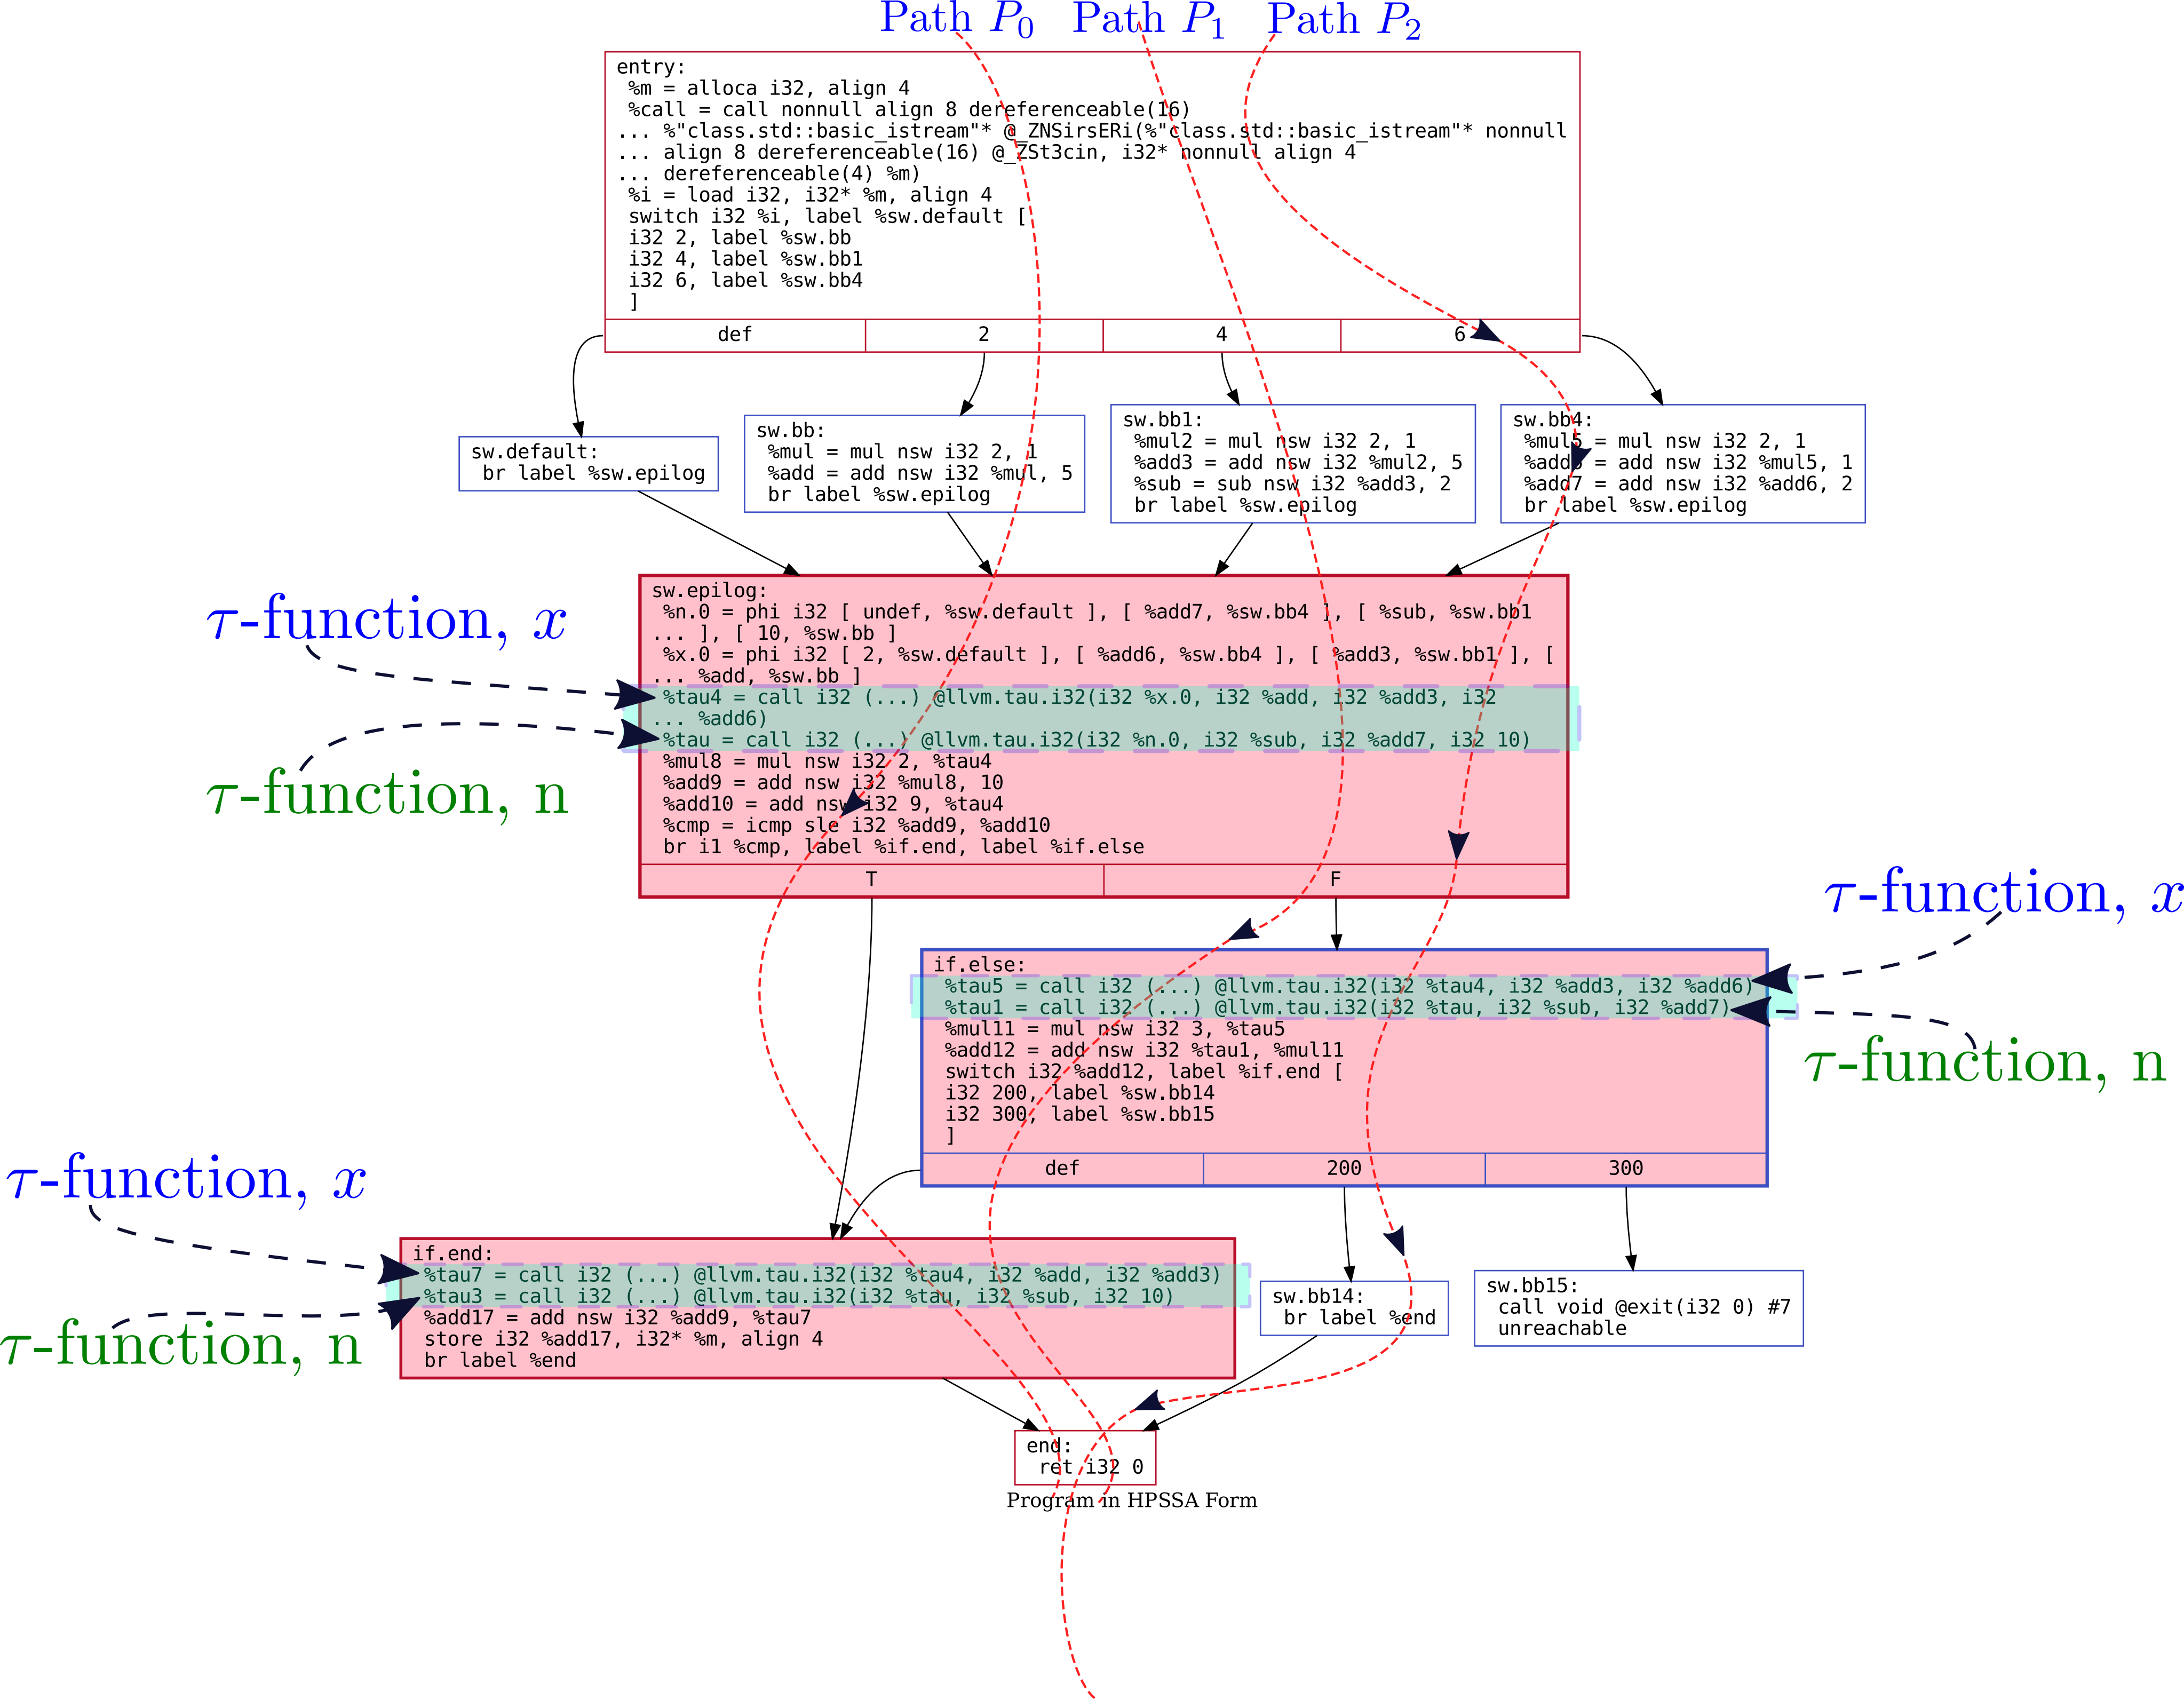 Path P0 Path P1 Path P2
entry:
%m = alloca i32, align 4
%call = call nonnull align 8 dereferenceable(16)
... %"class.std::basic_istream"* @_ZNSirsERi(%"class.std::basic_istream"* nonnull
... align 8 dereferenceable(16) @_ZSt3cin, i32* nonnull align 4
... dereferenceable(4) %m)
%i = load i32, i32* %m, align 4
switch i32 %i, label %sw.default [
i32 2, label %sw.bb
i32 4, label %sw.bb1
i32 6, label %sw.bb4
]
def 2 4 6
sw.default:
br label %sw.epilog
sw.bb:
%mul = mul nsw i32 2, 1
%add = add nsw i32 %mul, 5
br label %sw.epilog
sw.bb1:
%mul2 = mul nsw i32 2, 1
%add3 = add nsw i32 %mul2, 5
%sub = sub nsw i32 %add3, 2
br label %sw.epilog
sw.bb4:
%mul5 = mul nsw i32 2, 1
%add6 = add nsw i32 %mul5, 1
%add7 = add nsw i32 %add6, 2
br label %sw.epilog
τ-function, x
τ-function, n
sw.epilog:
%n.0 = phi i32 [ undef, %sw.default ], [ %add7, %sw.bb4 ], [ %sub, %sw.bb1
... ], [ 10, %sw.bb ]
%x.0 = phi i32 [ 2, %sw.default ], [ %add6, %sw.bb4 ], [ %add3, %sw.bb1 ], [
... %add, %sw.bb ]
%tau4 = call i32 (...) @llvm.tau.i32(i32 %x.0, i32 %add, i32 %add3, i32
... %add6)
%tau = call i32 (...) @llvm.tau.i32(i32 %n.0, i32 %sub, i32 %add7, i32 10)
%mul8 = mul nsw i32 2, %tau4
%add9 = add nsw i32 %mul8, 10
%add10 = add nsw i32 9, %tau4
%cmp = icmp sle i32 %add9, %add10
br i1 %cmp, label %if.end, label %if.else
T F
τ-function, x
τ-function, n
if.else:
%tau5 = call i32 (...) @llvm.tau.i32(i32 %tau4, i32 %add3, i32 %add6)
%tau1 = call i32 (...) @llvm.tau.i32(i32 %tau, i32 %sub, i32 %add7)
%mul11 = mul nsw i32 3, %tau5
%add12 = add nsw i32 %tau1, %mul11
switch i32 %add12, label %if.end [
i32 200, label %sw.bb14
i32 300, label %sw.bb15
]
def 200 300
τ-function, x
τ-function, n
if.end:
%tau7 = call i32 (...) @llvm.tau.i32(i32 %tau4, i32 %add, i32 %add3)
%tau3 = call i32 (...) @llvm.tau.i32(i32 %tau, i32 %sub, i32 10)
%add17 = add nsw i32 %add9, %tau7
store i32 %add17, i32* %m, align 4
br label %end
sw.bb14:
br label %end
sw.bb15:
call void @exit(i32 0) #7
unreachable
end:
ret i32 0
Program in HPSSA Form